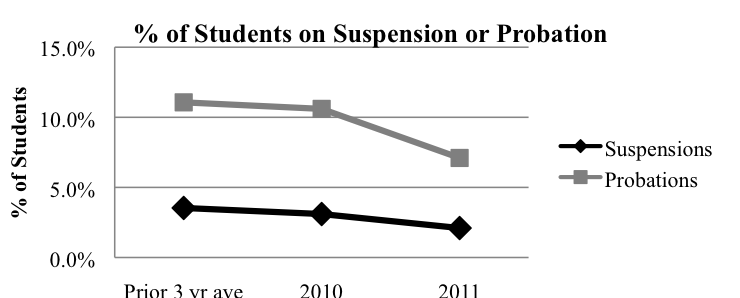 % of Students on Suspension or Probation
15.0%
10.0%
5.0%
0.0%
% of Students
Prior 3 yr ave
2010
2011
Suspensions
Probations